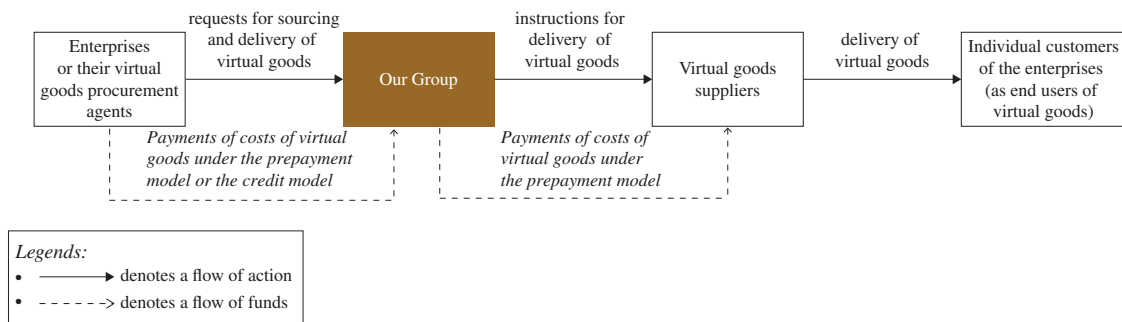 requests for sourcing
and delivery of
virtual goods
instructions for
delivery of
virtual goods
delivery of
virtual goods
Enterprises
or their virtual
goods procurement
agents
Our Group
Virtual goods
suppliers
Individual customers
of the enterprises
(as end users of
virtual goods)
Payments of costs of virtual
goods under the prepayment
model or the credit model
Payments of costs of
virtual goods under
the prepayment model
Legends:
• denotes a flow of action
• denotes a flow of funds